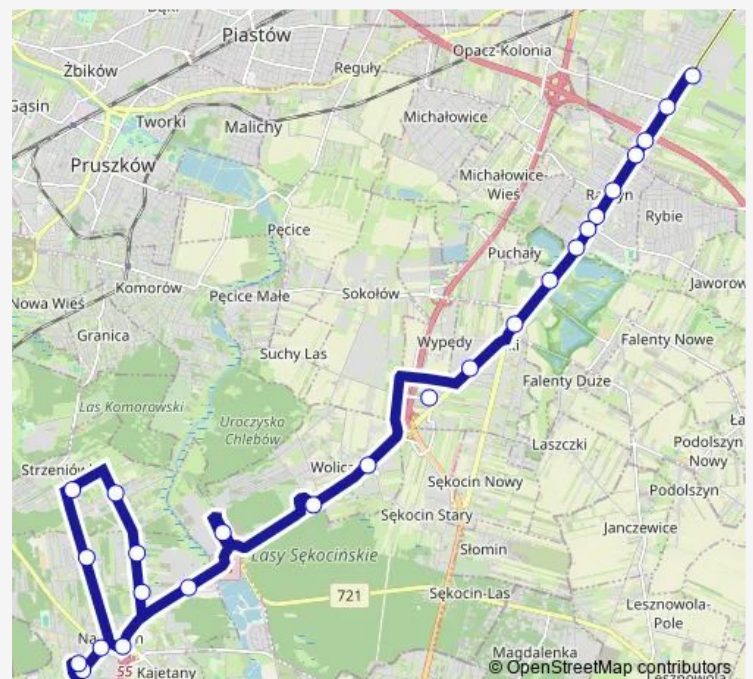 Piastów
Opacz-Kolonia
Żbików
Reguły
Gąsin
Tworki
Malichy
Michałowice
Pruszków
Michałowice-
Wieś
Rybie
Pęcice
Puchały
Komorów
Pęcice Małe
Sokołów
Jaworow
Nowa Wieś
Granica
Wypędy
Falenty Nowe
Suchy Las
Falenty Duże
Las Komorowski
Uroczysko
Chlebów
Laszczki
Podolszyn
Nowy
Strzeniów
Sękocin Nowy
Podolszyn
Sękocin Stary
Janczewice
Lasy Sękocińskie
Słomin
721
Sękocin-Las
Lesznowola-
Pole
Magdalenka
55 Kajetany
© OpenStreetMap contributors